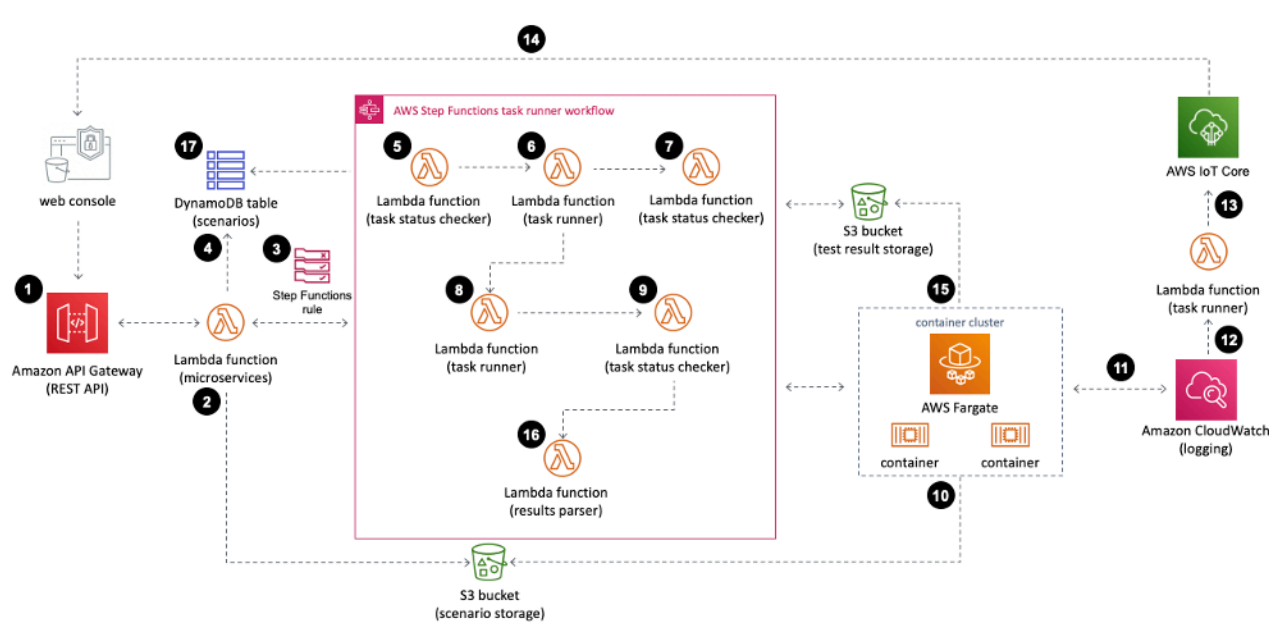 14
AWS Step Functions task runner workflow
17
5
6
7
web console
DynamoDB table
(scenarios)
Lambda function
(task status checker)
Lambda function
(task runner)
Lambda function
(task status checker)
AWS IoT Core
13
4
3
S3 bucket
(test result storage)
1
Step Functions
rule
8
9
15
Lambda function
(task runner)
container cluster
12
Amazon API Gateway
(REST API)
Lambda function
(microservices)
Lambda function
(task runner)
Lambda function
(task status checker)
11
2
AWS Fargate
Amazon CloudWatch
(logging)
16
container
container
10
Lambda function
(results parser)
S3 bucket
(scenario storage)